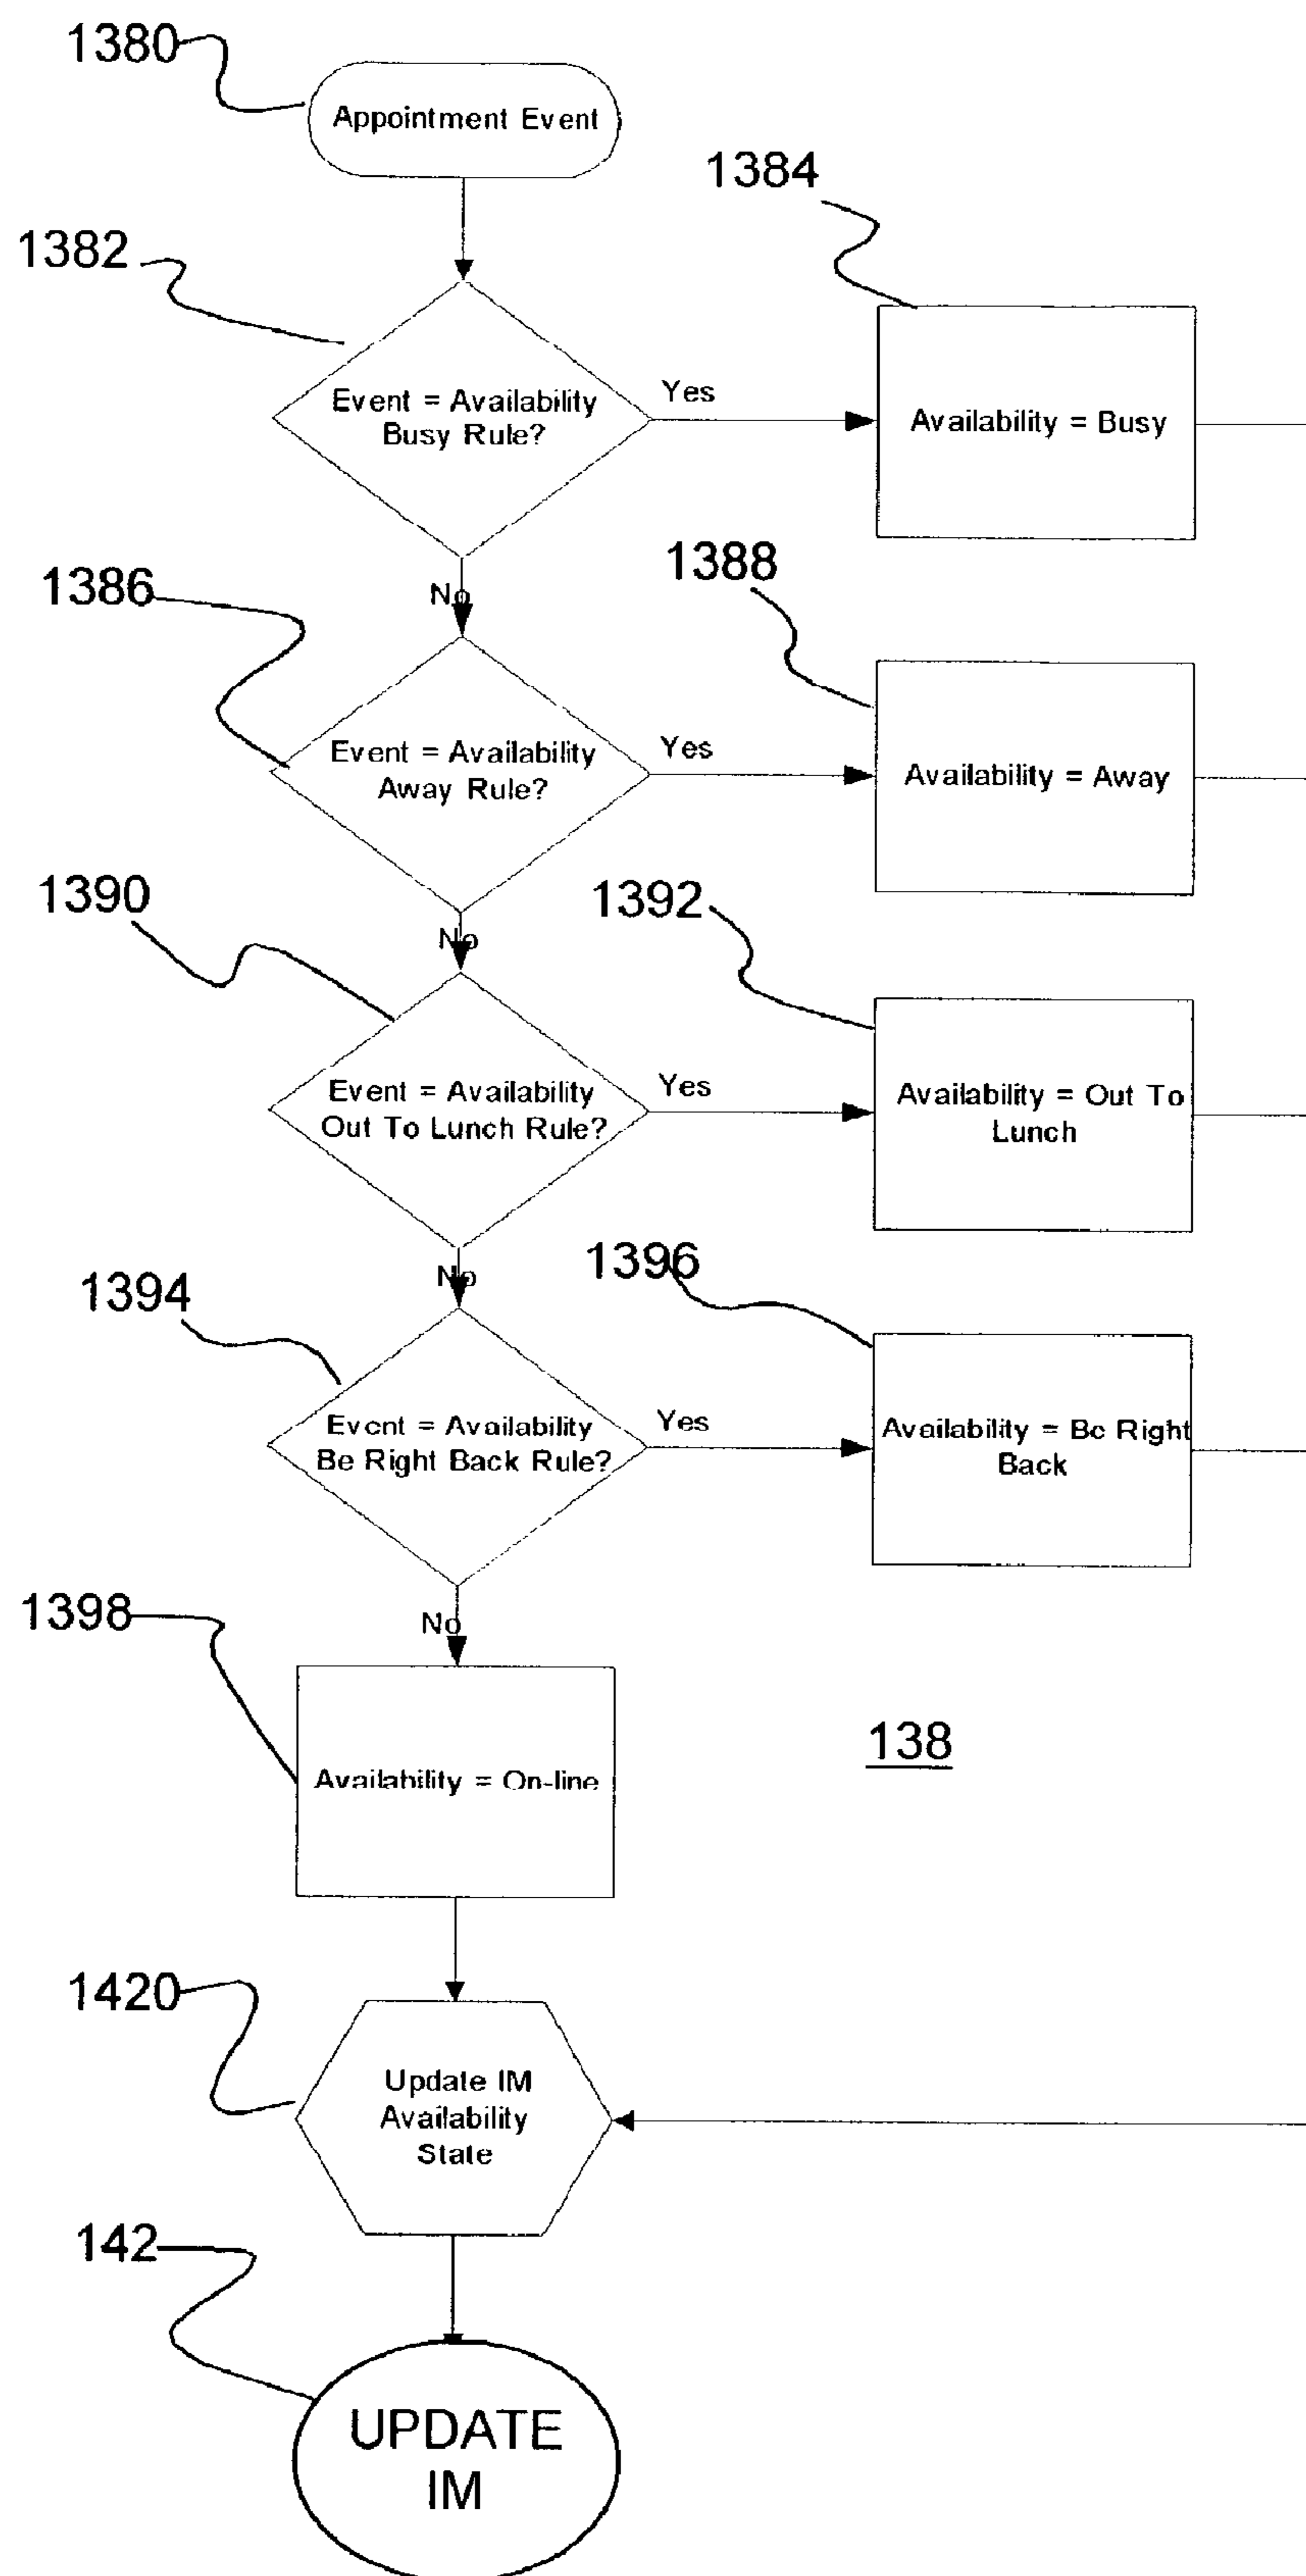 1380
Appointment Event
1384
1382
Event = Availability
Busy Rule?
Yes
Availability = Busy
No
1388
1386
Event = Availability
Away Rule?
Yes
Availability = Away
No
1390
1392
Event = Availability
Out To Lunch Rule?
Yes
Availability = Out To
Lunch
No
1396
1394
Event = Availability
Be Right Back Rule?
Yes
Availability = Be Right
Back
No
1398
138
Availability = On-line
1420
Update IM
Availability
State
142
UPDATE
IM